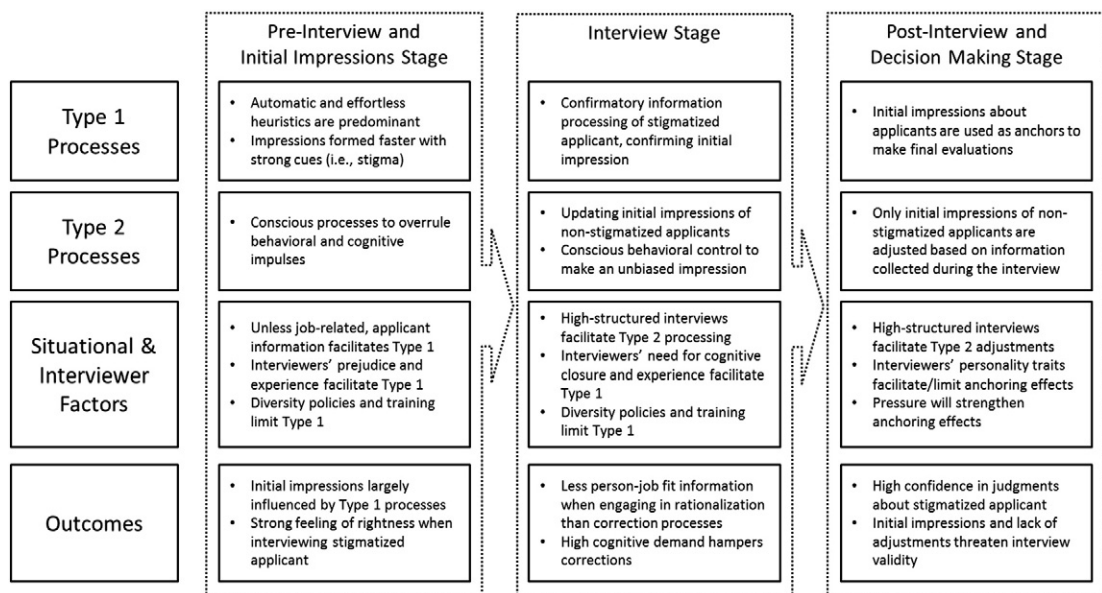 Pre-Interview and
Initial Impressions Stage
Interview Stage
Post-Interview and
Decision Making Stage
Type 1
Processes
• Automatic and effortless
heuristics are predominant
• Impressions formed faster with
strong cues (i.e., stigma)
• Confirmatory information
processing of stigmatized
applicant, confirming initial
impression
• Initial impressions about
applicants are used as anchors to
make final evaluations
Type 2
Processes
• Conscious processes to overrule
behavioral and cognitive
impulses
• Updating initial impressions of
non-stigmatized applicants
• Conscious behavioral control to
make an unbiased impression
• Only initial impressions of non-
stigmatized applicants are
adjusted based on information
collected during the interview
Situational &
Interviewer
Factors
• Unless job-related, applicant
information facilitates Type 1
• Interviewers' prejudice and
experience facilitate Type 1
• Diversity policies and training
limit Type 1
• High-structured interviews
facilitate Type 2 processing
• Interviewers' need for cognitive
closure and experience facilitate
Type 1
• Diversity policies and training
limit Type 1
• High-structured interviews
facilitate Type 2 adjustments
• Interviewers' personality traits
facilitate/limit anchoring effects
• Pressure will strengthen
anchoring effects
Outcomes
• Initial impressions largely
influenced by Type 1 processes
• Strong feeling of rightness when
interviewing stigmatized
applicant
• Less person-job fit information
when engaging in rationalization
than correction processes
• High cognitive demand hampers
corrections
• High confidence in judgments
about stigmatized applicant
• Initial impressions and lack of
adjustments threaten interview
validity